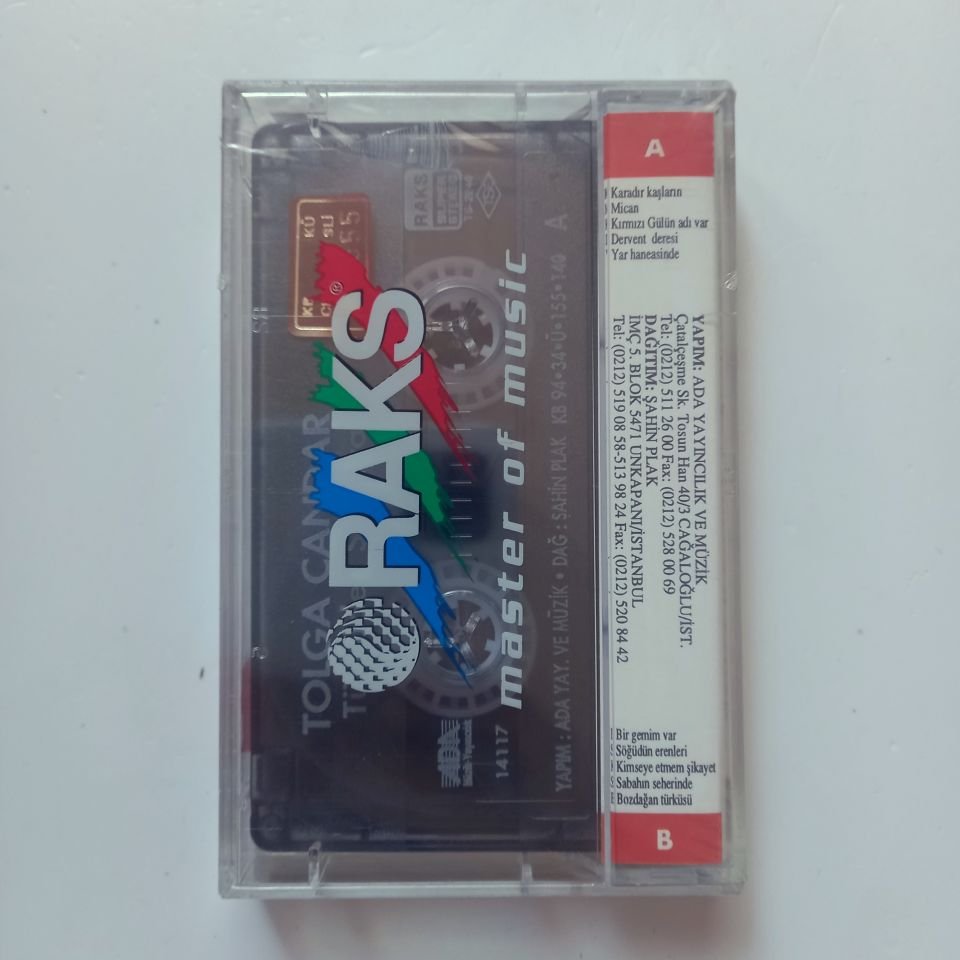 A
Karadır kaşların
Mican
Kırmızı Gülün adı var
Dervent deresi
Yar haneasinde
YAPIM: ADA YAYINCILIK VE MÜZİK
Çatalçeşme Sk. Tosun Han 40/3 CAĞALOĞLU/İST.
Tel: (0212) 511 26 00 Fax: (0212) 528 00 69
DAĞITIM: ŞAHİN PLAK
İMÇ 5. BLOK 5471 UNKAPANI/İSTANBUL
Tel: (0212) 519 08 58-513 98 24 Fax: (0212) 520 84 42
Bir gemim var
Söğüdün erenleri
Kimseye etmem şikayet
Sabahın seherinde
Bozdağan türküsü
B
TOLGA CANDAR
RAKS
master of music
RAKS
A
14117
ADA
YAPIM : ADA YAY. VE MÜZİK • DAĞ : ŞAHİN PLAK KB 94•34•Ü•155•140